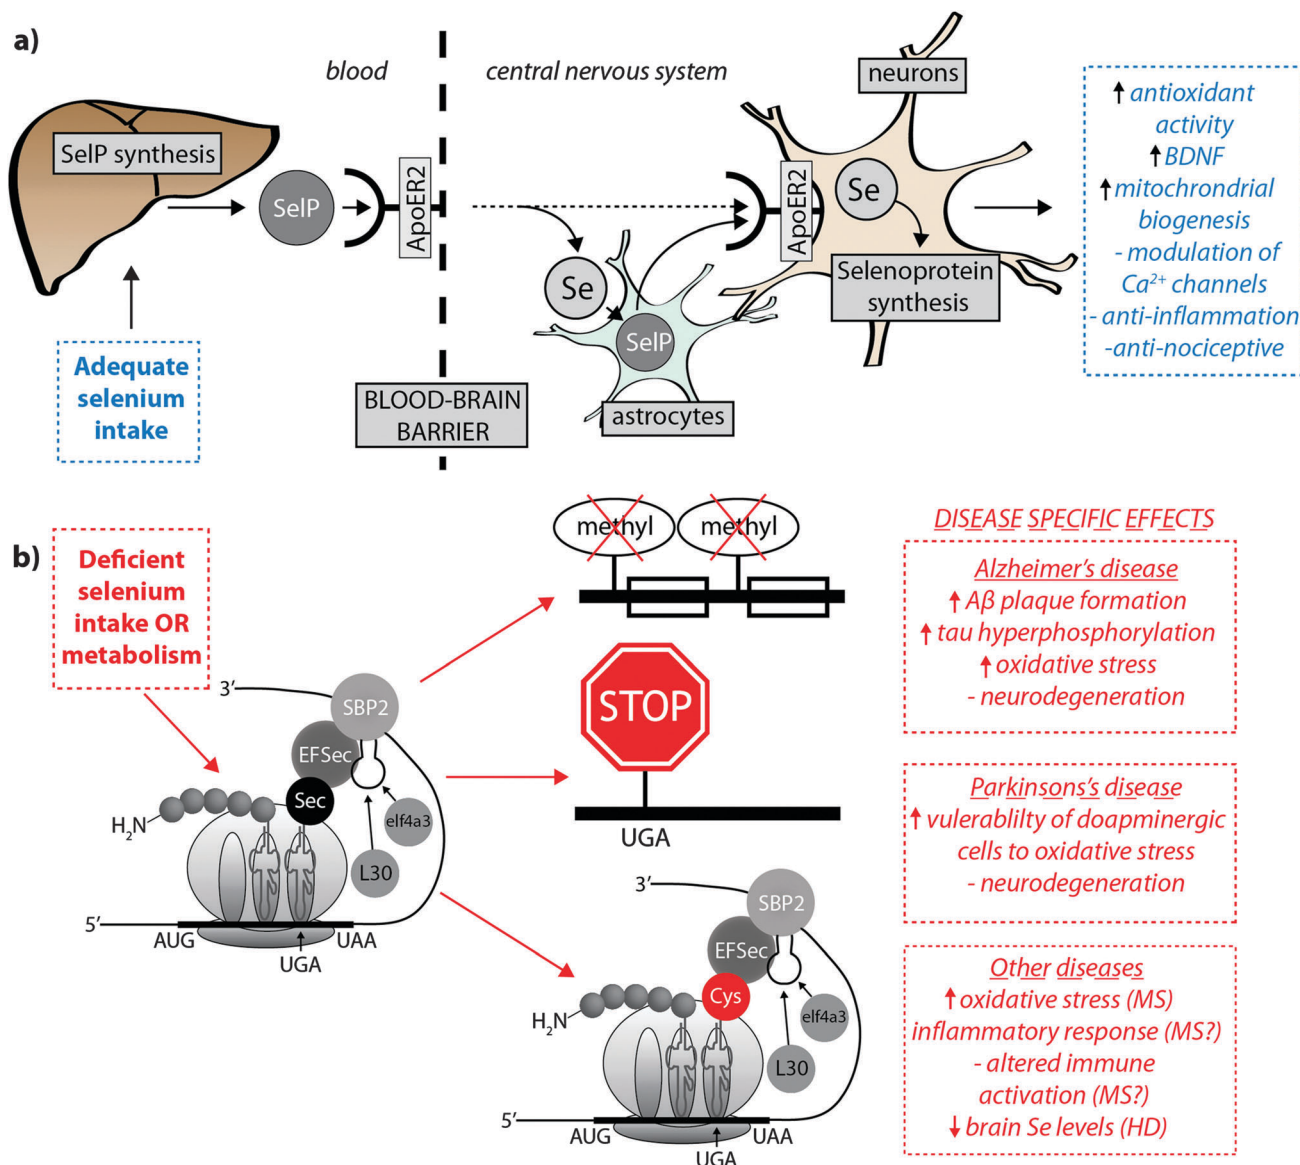 a)
blood
central nervous system
neurons
SelP synthesis
SelP
ApoER2
Se
SelP
astrocytes
ApoER2
Se
Selenoprotein
synthesis
Adequate
selenium
intake
BLOOD-BRAIN
BARRIER
↑ antioxidant
activity
↑ BDNF
↑ mitochrondrial
biogenesis
- modulation of
Ca²⁺ channels
- anti-inflammation
-anti-nociceptive
b)
Deficient
selenium
intake OR
metabolism
3′
SBP2
EFSec
Sec
elf4a3
L30
H₂N
5′
AUG
UGA
UAA
methyl
methyl
STOP
UGA
3′
SBP2
EFSec
Cys
elf4a3
L30
H₂N
5′
AUG
UGA
UAA
DISEASE SPECIFIC EFFECTS
Alzheimer's disease
↑ Aβ plaque formation
↑ tau hyperphosphorylation
↑ oxidative stress
- neurodegeneration
Parkinsons's disease
↑ vulerablilty of doapminergic
cells to oxidative stress
- neurodegeneration
Other diseases
↑ oxidative stress (MS)
inflammatory response (MS?)
- altered immune
activation (MS?)
↓ brain Se levels (HD)